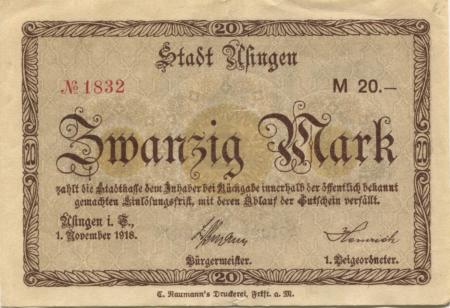 20
Stadt Usingen
№ 1832
M 20.—
Zwanzig Mark
20
20
zahlt die Stadtkasse dem Inhaber bei Rückgabe innerhalb der öffentlich bekannt
gemachten Einlösungsfrist, mit deren Ablauf der Gutschein verfällt.
Usingen i. T.,
1. November 1918.
Bürgermeister.
1. Beigeordneter.
20
C. Naumann's Druckerei, Frkft. a. M.